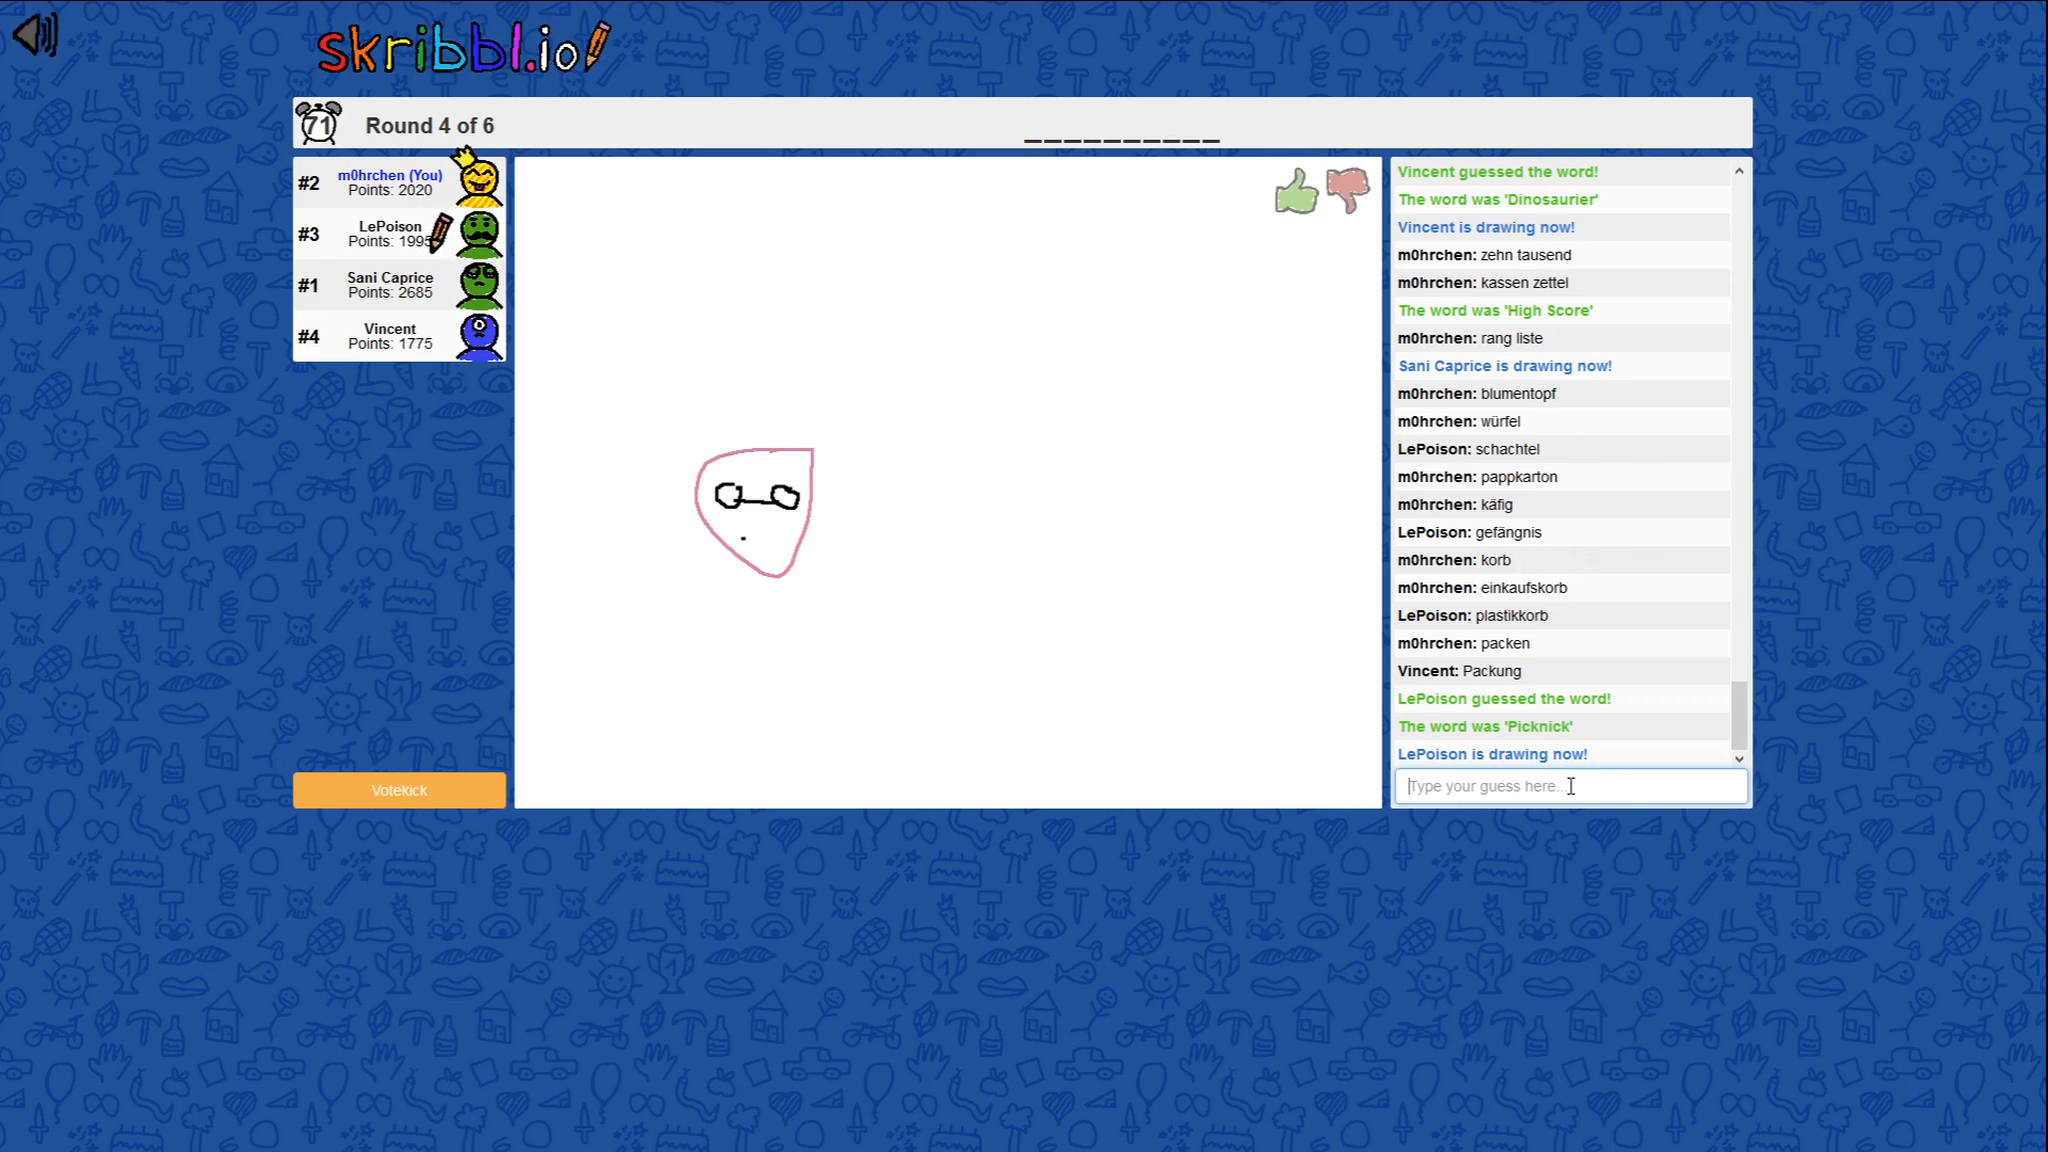 skribbl.io
71
Round 4 of 6
__________
#2
m0hrchen (You)
Points: 2020
#3
LePoison
Points: 1995
#1
Sani Caprice
Points: 2685
#4
Vincent
Points: 1775
Votekick
Vincent guessed the word!
The word was 'Dinosaurier'
Vincent is drawing now!
m0hrchen: zehn tausend
m0hrchen: kassen zettel
The word was 'High Score'
m0hrchen: rang liste
Sani Caprice is drawing now!
m0hrchen: blumentopf
m0hrchen: würfel
LePoison: schachtel
m0hrchen: pappkarton
m0hrchen: käfig
LePoison: gefängnis
m0hrchen: korb
m0hrchen: einkaufskorb
LePoison: plastikkorb
m0hrchen: packen
Vincent: Packung
LePoison guessed the word!
The word was 'Picknick'
LePoison is drawing now!
Type your guess here...